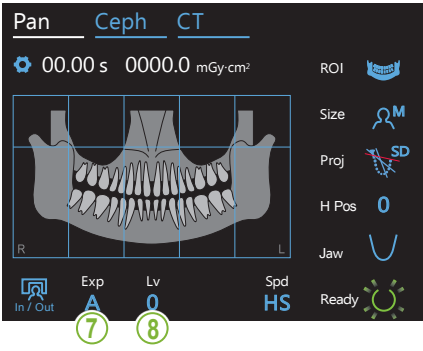 Pan Ceph CT
00.00 s 0000.0 mGy·cm²
ROI
Size M
Proj SD
H Pos 0
R L
Jaw
In / Out
Exp Lv Spd
A 0 HS
Ready
7 8